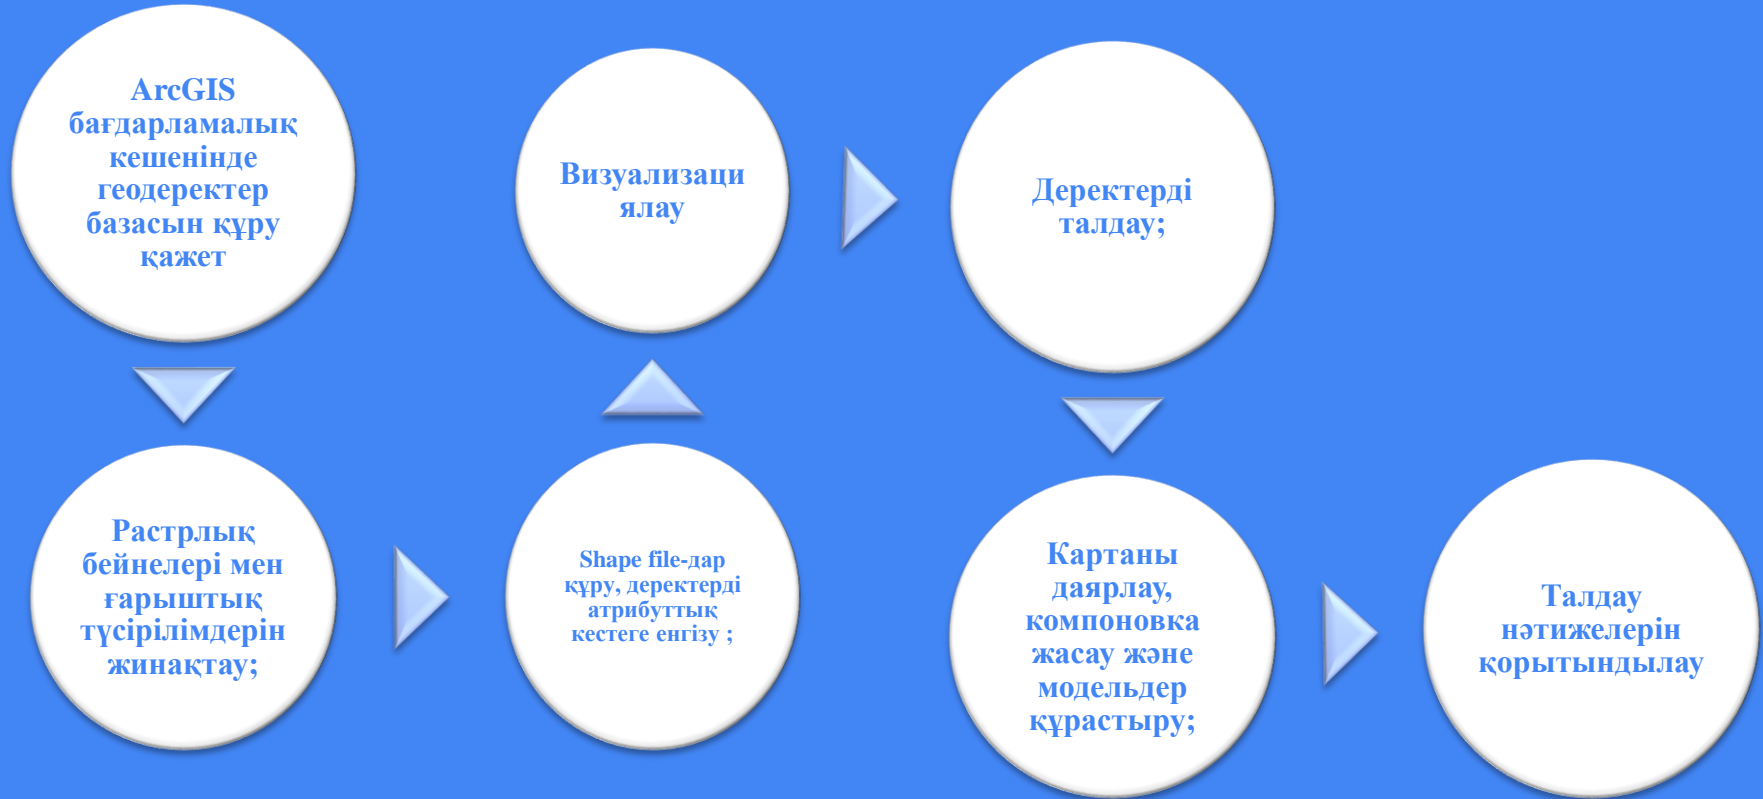 ArcGIS
бағдарламалық
кешенінде
геодеректер
базасын құру
қажет
Растрлық
бейнелері мен
ғарыштық
түсірілімдерін
жинақтау;
Shape file-дар
құру, деректерді
атрибуттық
кестеге енгізу ;
Визуализаци
ялау
Деректерді
талдау;
Картаны
даярлау,
компоновка
жасау және
модельдер
құрастыру;
Талдау
нәтижелерін
қорытындылау